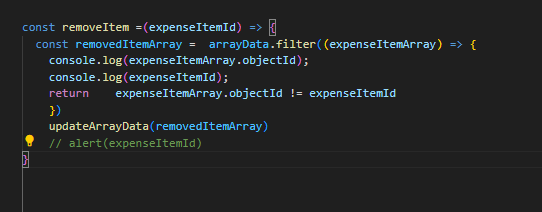 const removeItem =(expenseItemId) => {
const removedItemArray =  arrayData.filter((expenseItemArray) => {
console.log(expenseItemArray.objectId);
console.log(expenseItemId);
return    expenseItemArray.objectId != expenseItemId
})
updateArrayData(removedItemArray)
// alert(expenseItemId)
}